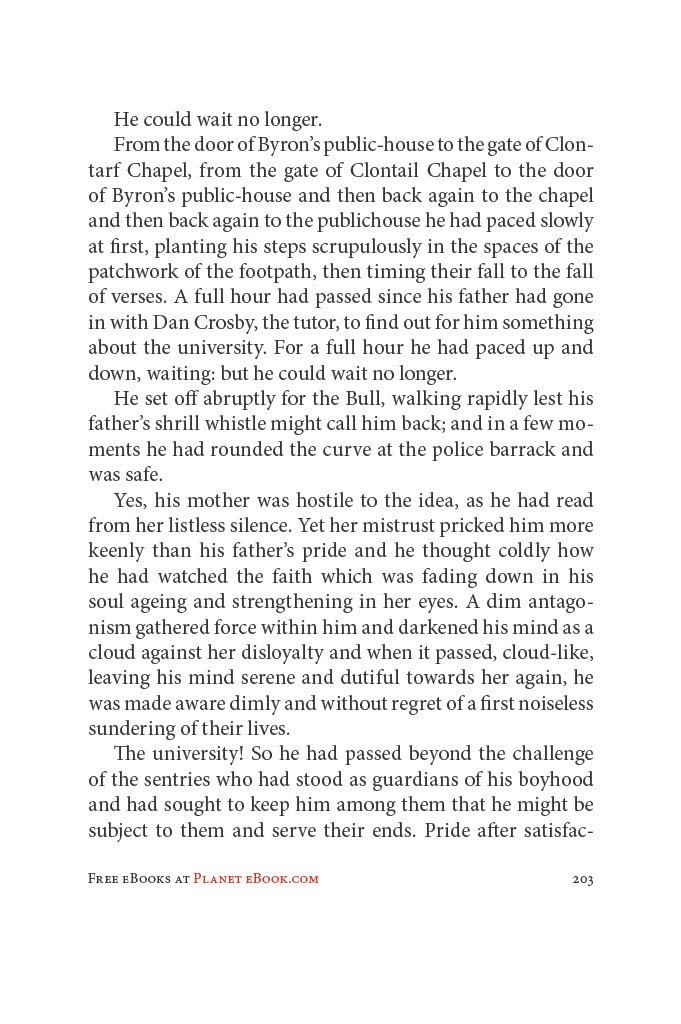 He could wait no longer.
From the door of Byron's public-house to the gate of Clon-
tarf Chapel, from the gate of Clontail Chapel to the door
of Byron's public-house and then back again to the chapel
and then back again to the publichouse he had paced slowly
at first, planting his steps scrupulously in the spaces of the
patchwork of the footpath, then timing their fall to the fall
of verses. A full hour had passed since his father had gone
in with Dan Crosby, the tutor, to find out for him something
about the university. For a full hour he had paced up and
down, waiting: but he could wait no longer.
He set off abruptly for the Bull, walking rapidly lest his
father's shrill whistle might call him back; and in a few mo-
ments he had rounded the curve at the police barrack and
was safe.
Yes, his mother was hostile to the idea, as he had read
from her listless silence. Yet her mistrust pricked him more
keenly than his father's pride and he thought coldly how
he had watched the faith which was fading down in his
soul ageing and strengthening in her eyes. A dim antago-
nism gathered force within him and darkened his mind as a
cloud against her disloyalty and when it passed, cloud-like,
leaving his mind serene and dutiful towards her again, he
was made aware dimly and without regret of a first noiseless
sundering of their lives.
The university! So he had passed beyond the challenge
of the sentries who had stood as guardians of his boyhood
and had sought to keep him among them that he might be
subject to them and serve their ends. Pride after satisfac-
Free eBooks at Planet eBook.com 203